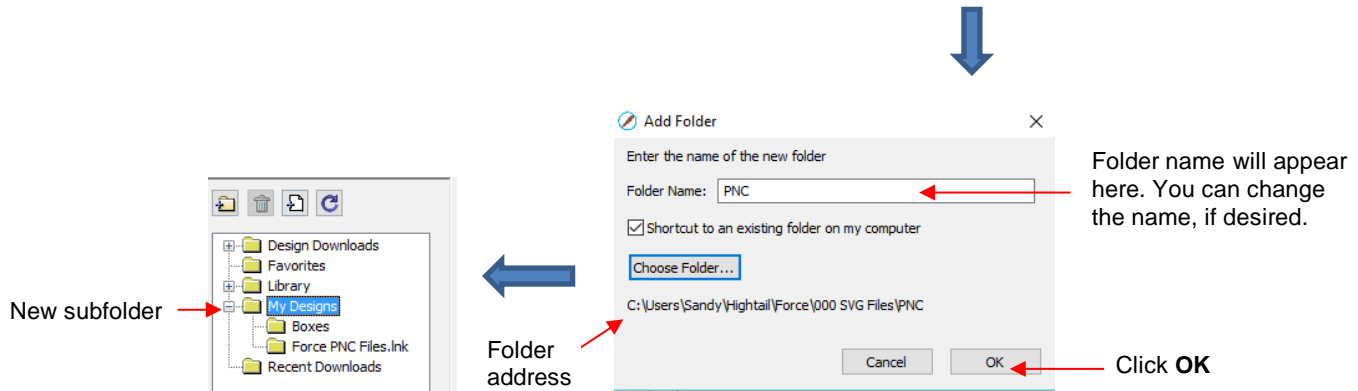 Add Folder
Enter the name of the new folder
Folder Name: PNC
Shortcut to an existing folder on my computer
Choose Folder...
C:\Users\Sandy\Hightail\Force\000 SVG Files\PNC
Cancel OK
Folder name will appear
here. You can change
the name, if desired.
Click OK
Folder
address
Design Downloads
Favorites
Library
My Designs
Boxes
Force PNC Files.lnk
Recent Downloads
New subfolder